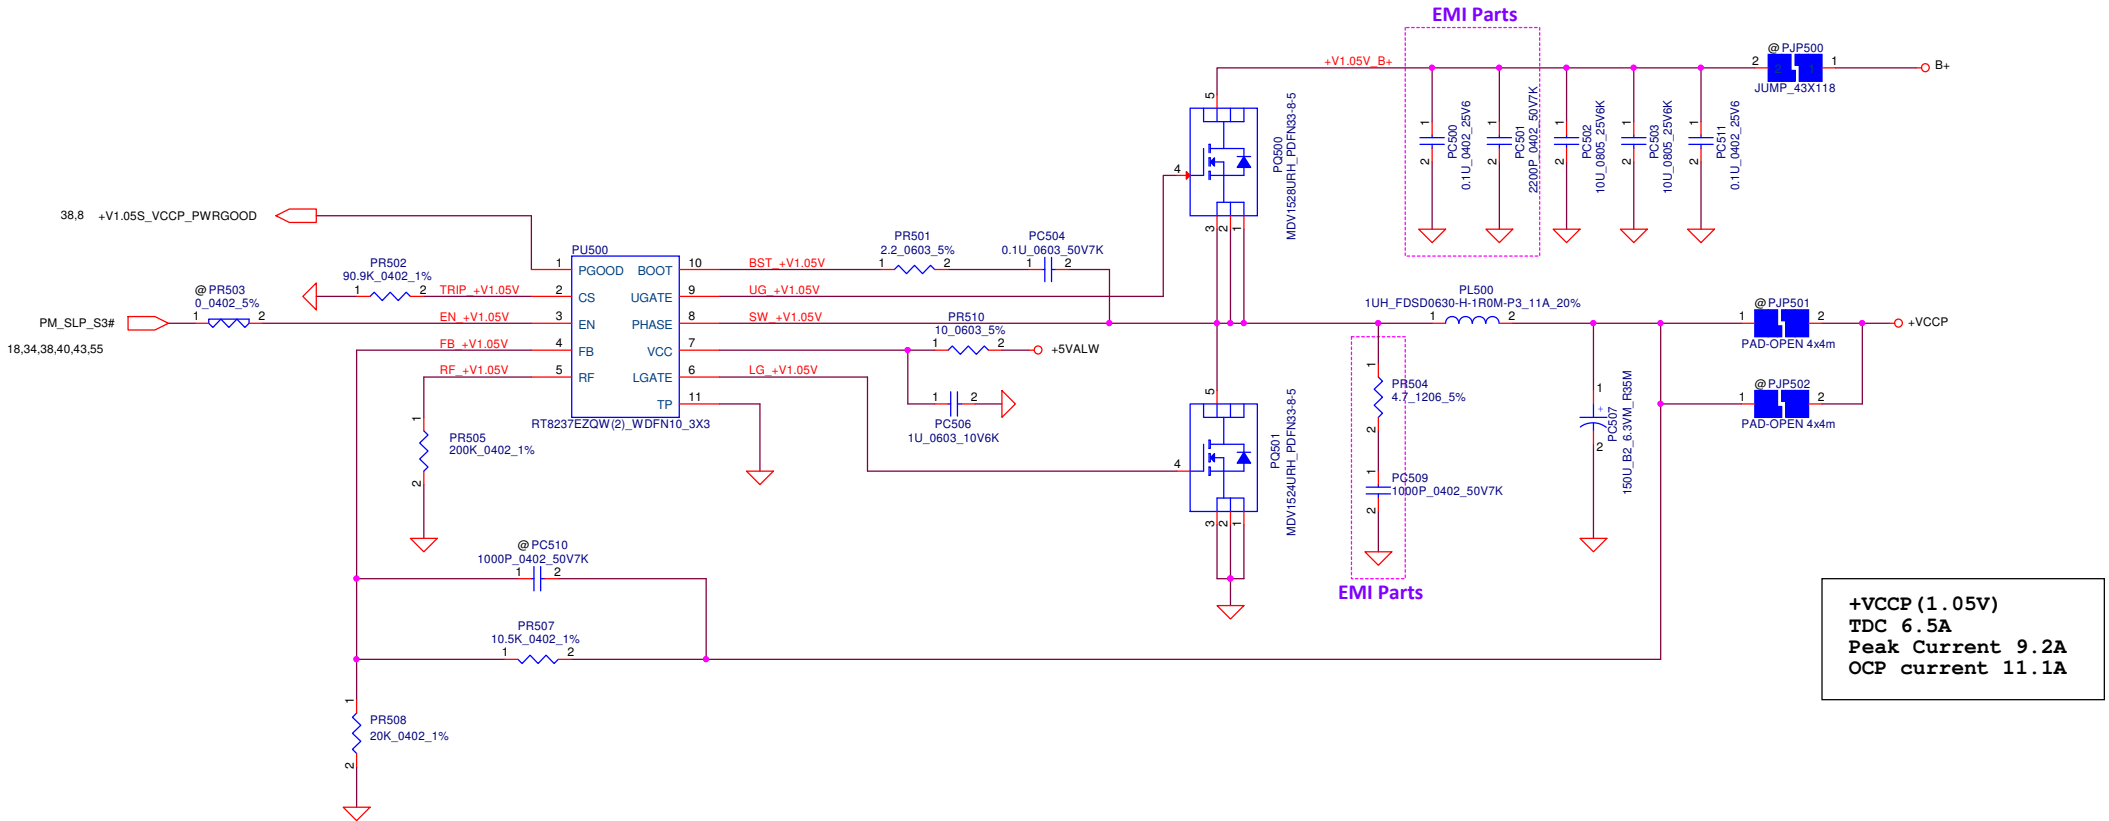 EMI Parts
@ PJP500
2 1
2 1
B+
JUMP_43X118
+V1.05V_B+
5
4
3 2 1
PQ500
MDV1528URH_PDFN33-8-5
1 2
PC500
0.1U_0402_25V6
1 2
PC501
2200P_0402_50V7K
1 2
PC502
10U_0805_25V6K
1 2
PC503
10U_0805_25V6K
1 2
PC511
0.1U_0402_25V6
38,8 +V1.05S_VCCP_PWRGOOD
PR502
90.9K_0402_1%
1 2
TRIP_+V1.05V
@ PR503
0_0402_5%
1 2
PM_SLP_S3#
18,34,38,40,43,55
EN_+V1.05V
FB_+V1.05V
RF_+V1.05V
PU500
1 PGOOD BOOT 10
2 CS UGATE 9
3 EN PHASE 8
4 FB VCC 7
5 RF LGATE 6
TP 11
RT8237EZQW(2)_WDFN10_3X3
BST_+V1.05V
UG_+V1.05V
SW_+V1.05V
LG_+V1.05V
PR501
2.2_0603_5%
1 2
PC504
0.1U_0603_50V7K
1 2
PR510
10_0603_5%
1 2
+5VALW
1 2
PC506
1U_0603_10V6K
PL500
1UH_FDSD0630-H-1R0M-P3_11A_20%
1 2
@ PJP501
1 2
PAD-OPEN 4x4m
+VCCP
@ PJP502
1 2
PAD-OPEN 4x4m
1
PR504
4.7_1206_5%
2
1
PC509
1000P_0402_50V7K
2
EMI Parts
1
+
2
PC507
150U_B2_6.3VM_R35M
5
4
3 2 1
PQ501
MDV1524URH_PDFN33-8-5
1
PR505
200K_0402_1%
2
@ PC510
1000P_0402_50V7K
1 2
PR507
10.5K_0402_1%
1 2
1
PR508
20K_0402_1%
2
+VCCP(1.05V)
TDC 6.5A
Peak Current 9.2A
OCP current 11.1A